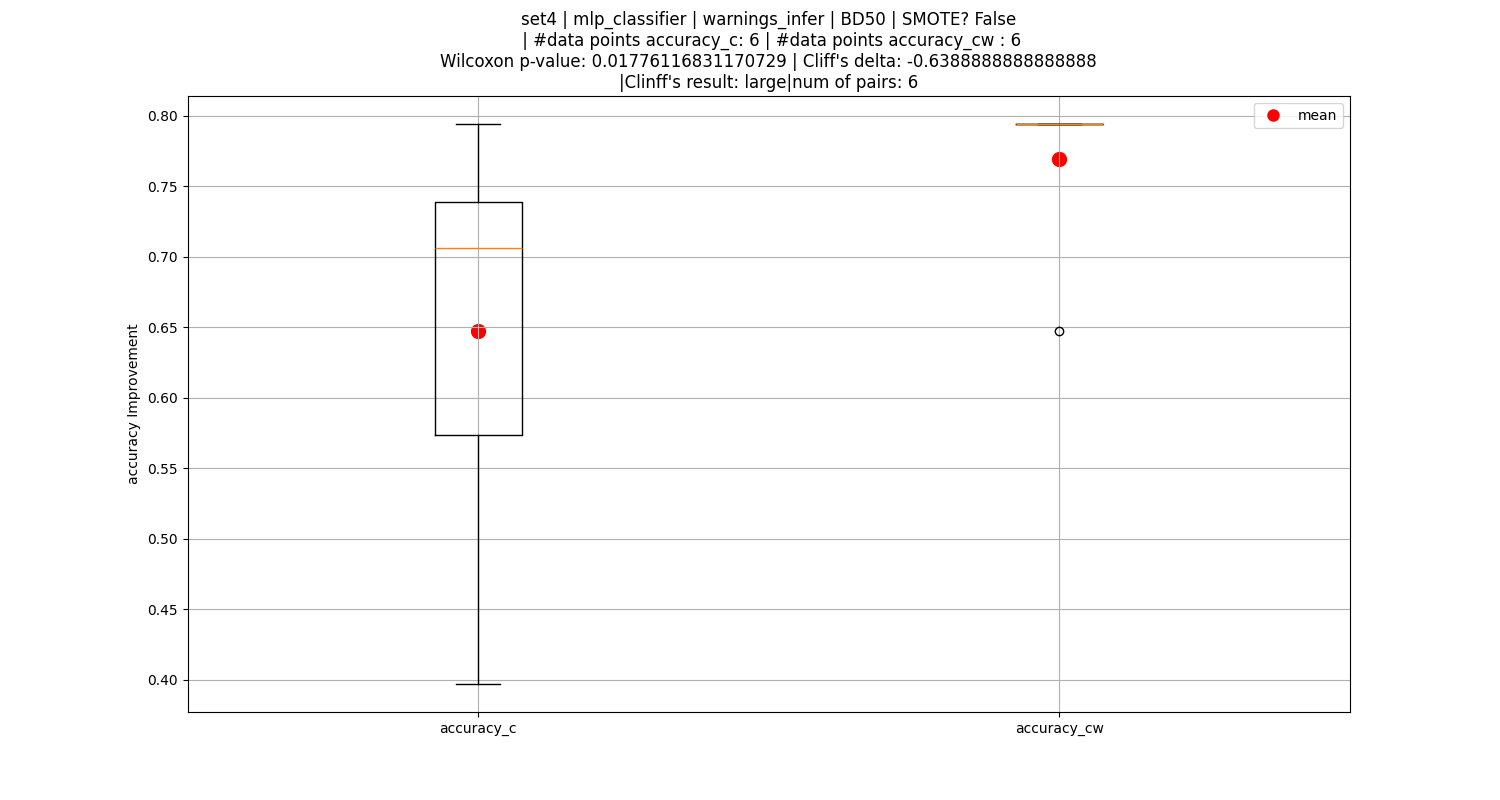 set4 | mlp_classifier | warnings_infer | BD50 | SMOTE? False
| #data points accuracy_c: 6 | #data points accuracy_cw : 6
Wilcoxon p-value: 0.01776116831170729 | Cliff's delta: -0.6388888888888888
|Clinff's result: large|num of pairs: 6
mean
0.80
0.75
0.70
0.65
0.60
0.55
0.50
0.45
0.40
accuracy Improvement
accuracy_c
accuracy_cw